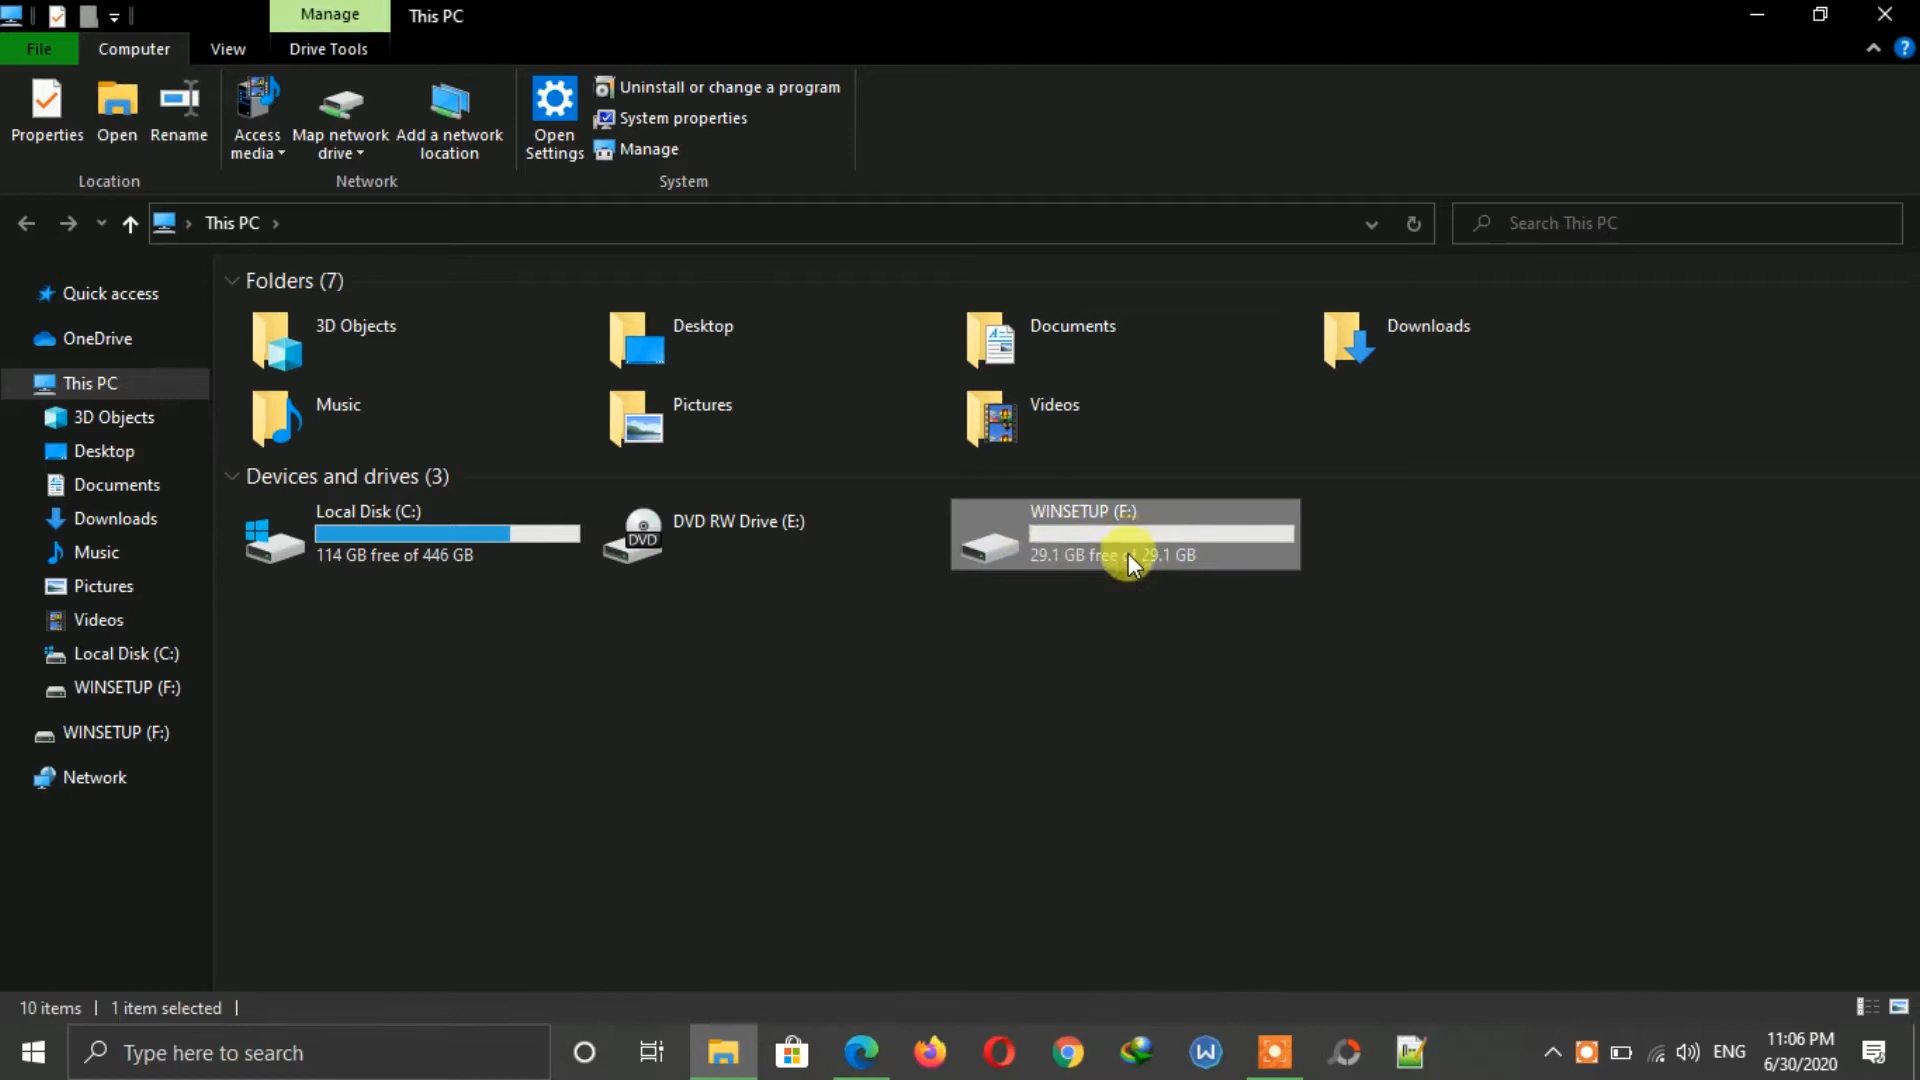 Manage
This PC
File
Computer
View
Drive Tools
Properties
Open
Rename
Access media
Map network drive
Add a network location
Open Settings
Uninstall or change a program
System properties
Manage
Location
Network
System
This PC
Search This PC
Quick access
OneDrive
This PC
3D Objects
Desktop
Documents
Downloads
Music
Pictures
Videos
Local Disk (C:)
WINSETUP (F:)
WINSETUP (F:)
Network
Folders (7)
3D Objects
Desktop
Documents
Downloads
Music
Pictures
Videos
Devices and drives (3)
Local Disk (C:)
114 GB free of 446 GB
DVD
DVD RW Drive (E:)
WINSETUP (F:)
29.1 GB free of 29.1 GB
10 items
1 item selected
Type here to search
ENG
11:06 PM
6/30/2020